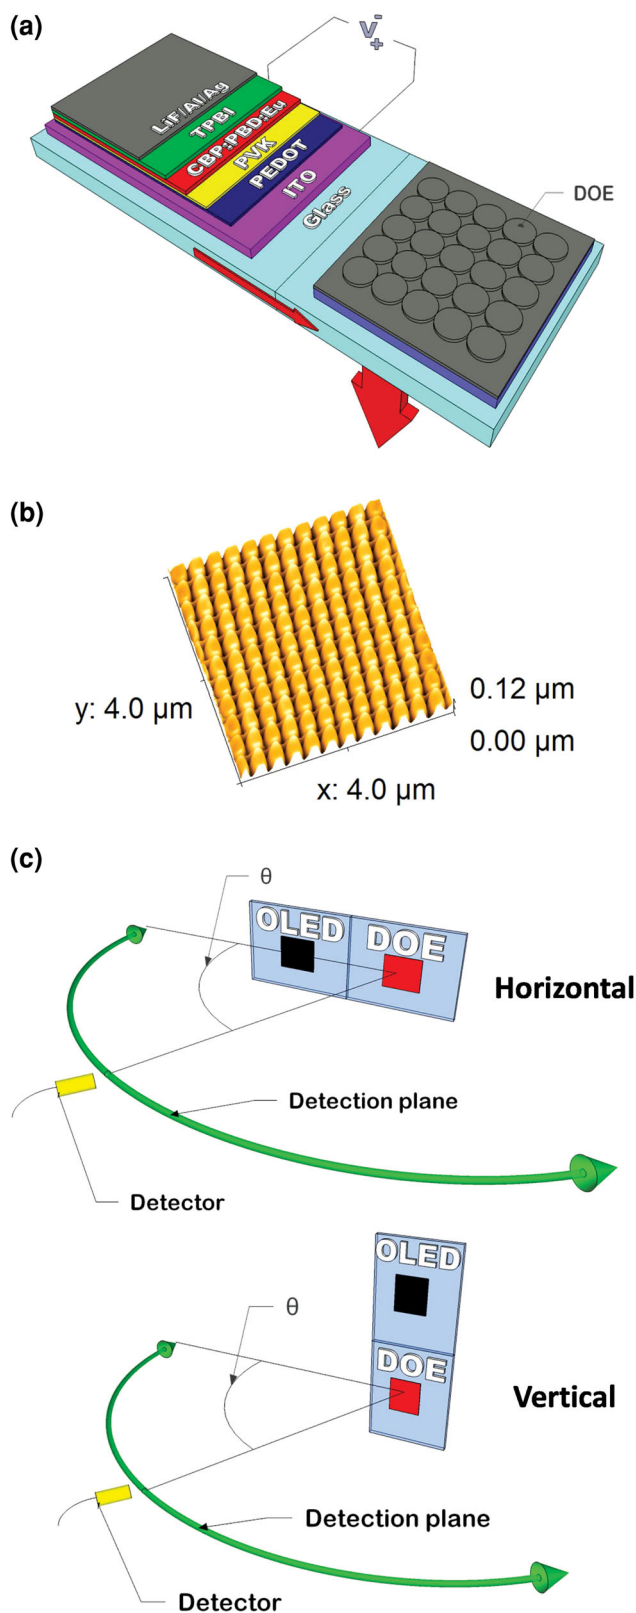 (a)
V
-
+
LiF/Al/Ag
TPBI
CBP:PBD:Eu
PVK
PEDOT
ITO
Glass
DOE
(b)
y: 4.0 μm
x: 4.0 μm
0.12 μm
0.00 μm
(c)
θ
OLED DOE
Horizontal
Detection plane
Detector
OLED
θ
DOE
Vertical
Detection plane
Detector